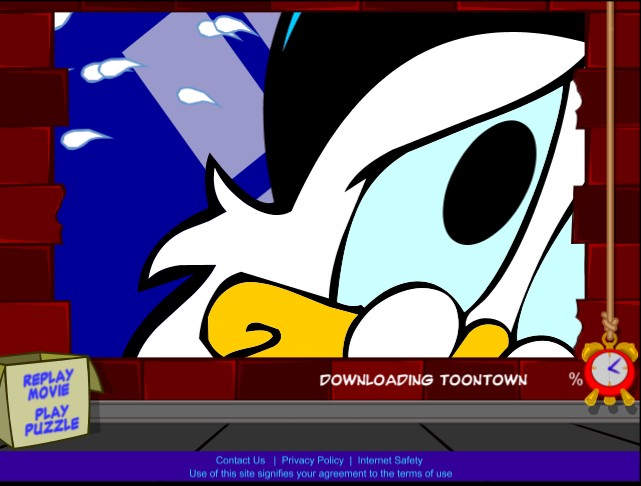 DOWNLOADING TOONTOWN %
REPLAY
MOVIE
PLAY
PUZZLE
Contact Us | Privacy Policy | Internet Safety
Use of this site signifies your agreement to the terms of use